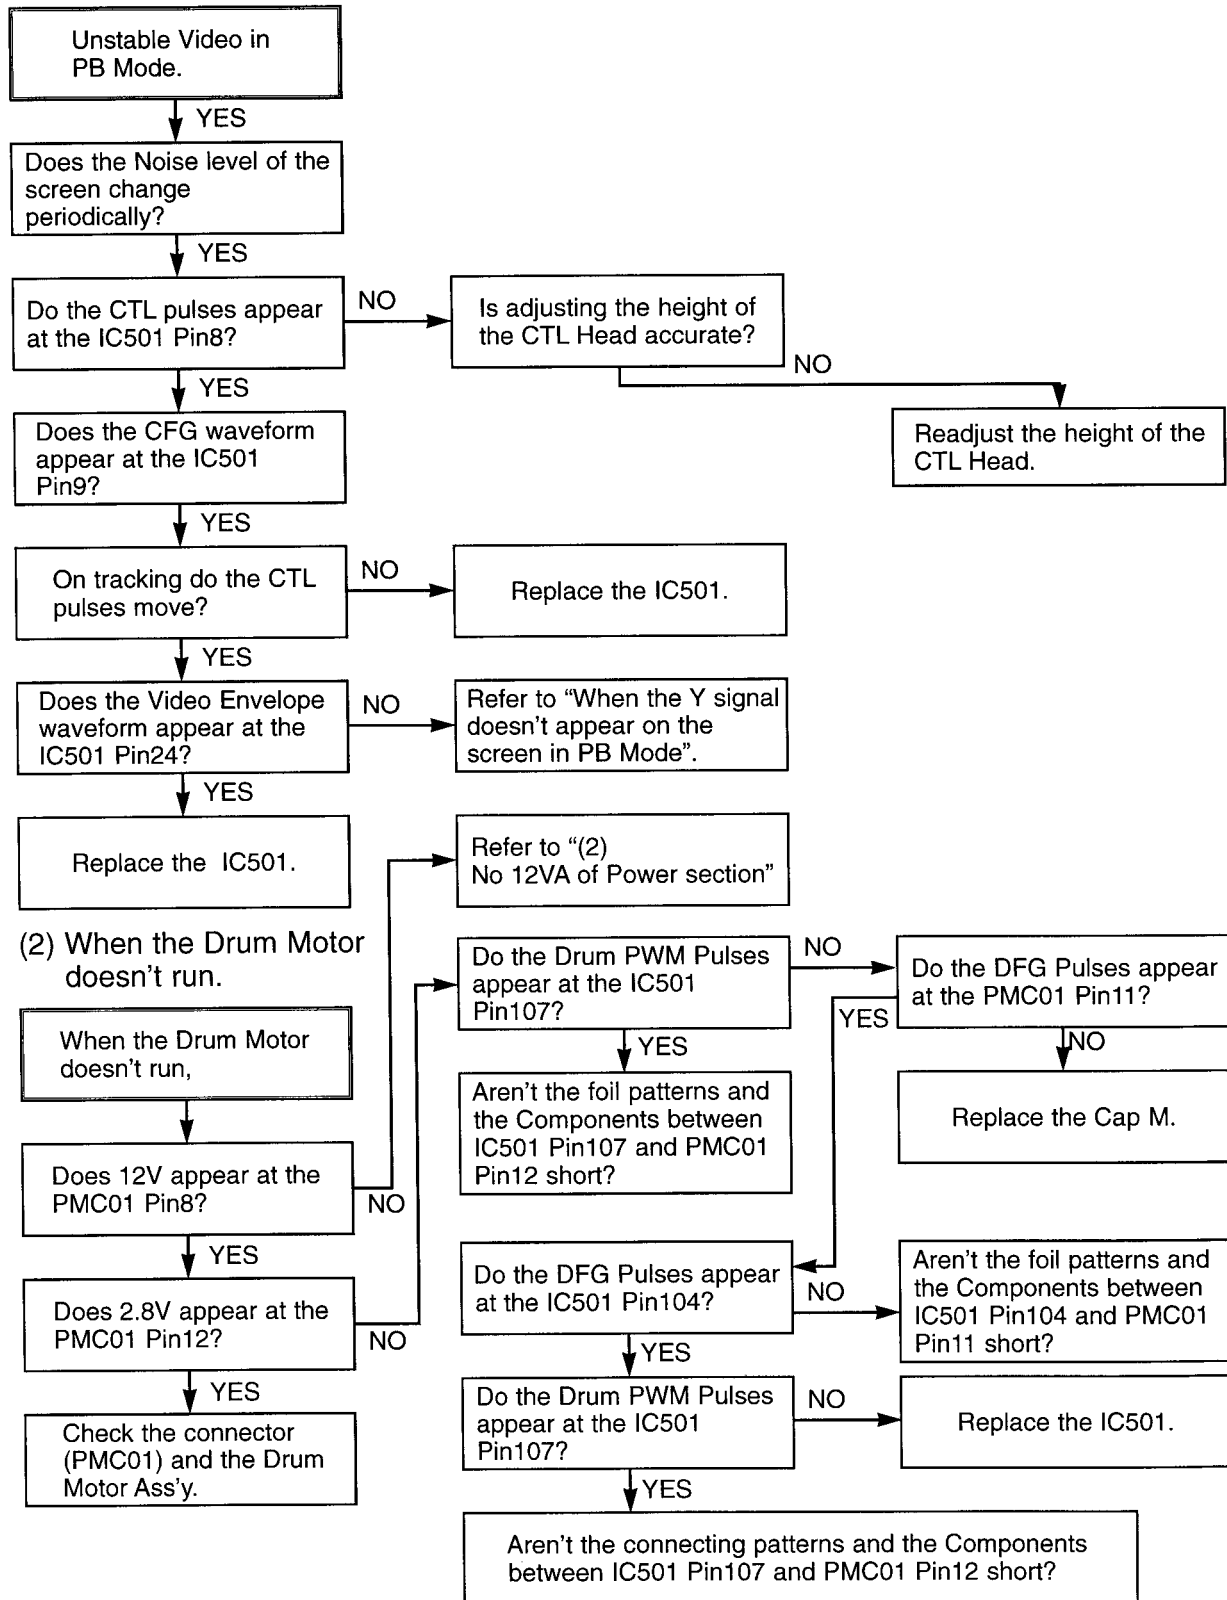 Unstable Video in
PB Mode.
YES
Does the Noise level of the
screen change
periodically?
YES
Do the CTL pulses appear
at the IC501 Pin8?
NO
Is adjusting the height of
the CTL Head accurate?
NO
Readjust the height of the
CTL Head.
YES
Does the CFG waveform
appear at the IC501
Pin9?
YES
On tracking do the CTL
pulses move?
NO
Replace the IC501.
YES
Does the Video Envelope
waveform appear at the
IC501 Pin24?
NO
Refer to “When the Y signal
doesn't appear on the
screen in PB Mode”.
YES
Replace the IC501.
(2) When the Drum Motor
doesn't run.
When the Drum Motor
doesn't run,
Does 12V appear at the
PMC01 Pin8?
NO
Refer to “(2)
No 12VA of Power section”
YES
Does 2.8V appear at the
PMC01 Pin12?
NO
YES
Check the connector
(PMC01) and the Drum
Motor Ass'y.
Do the Drum PWM Pulses
appear at the IC501
Pin107?
NO
Do the DFG Pulses appear
at the PMC01 Pin11?
YES
NO
Replace the Cap M.
YES
Aren't the foil patterns and
the Components between
IC501 Pin107 and PMC01
Pin12 short?
Do the DFG Pulses appear
at the IC501 Pin104?
NO
Aren't the foil patterns and
the Components between
IC501 Pin104 and PMC01
Pin11 short?
YES
Do the Drum PWM Pulses
appear at the IC501
Pin107?
NO
Replace the IC501.
YES
Aren't the connecting patterns and the Components
between IC501 Pin107 and PMC01 Pin12 short?